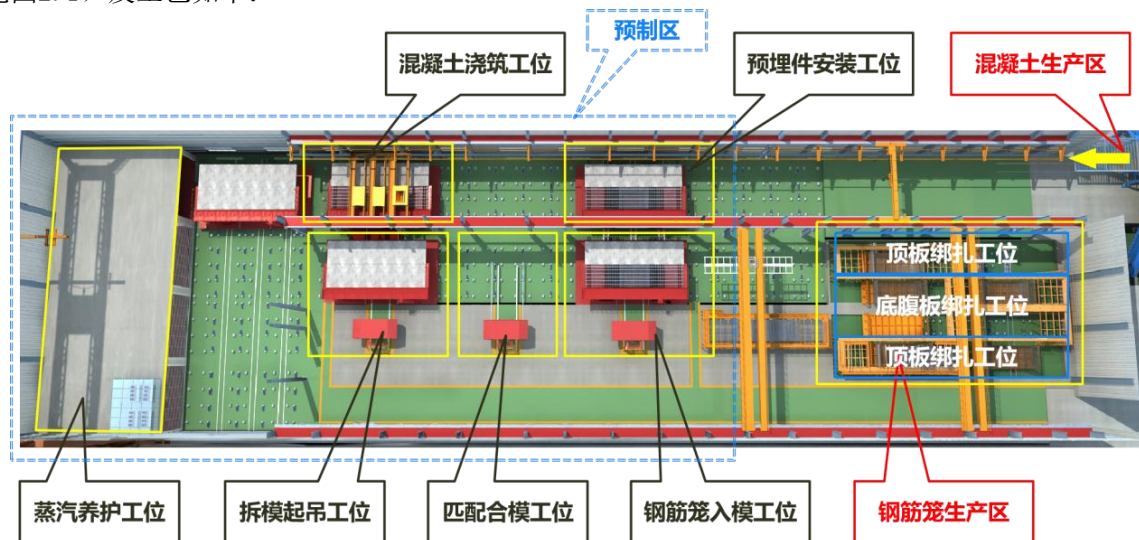 预制区
混凝土浇筑工位
预埋件安装工位
混凝土生产区
顶板绑扎工位
底腹板绑扎工位
顶板绑扎工位
蒸汽养护工位
拆模起吊工位
匹配合模工位
钢筋笼入模工位
钢筋笼生产区